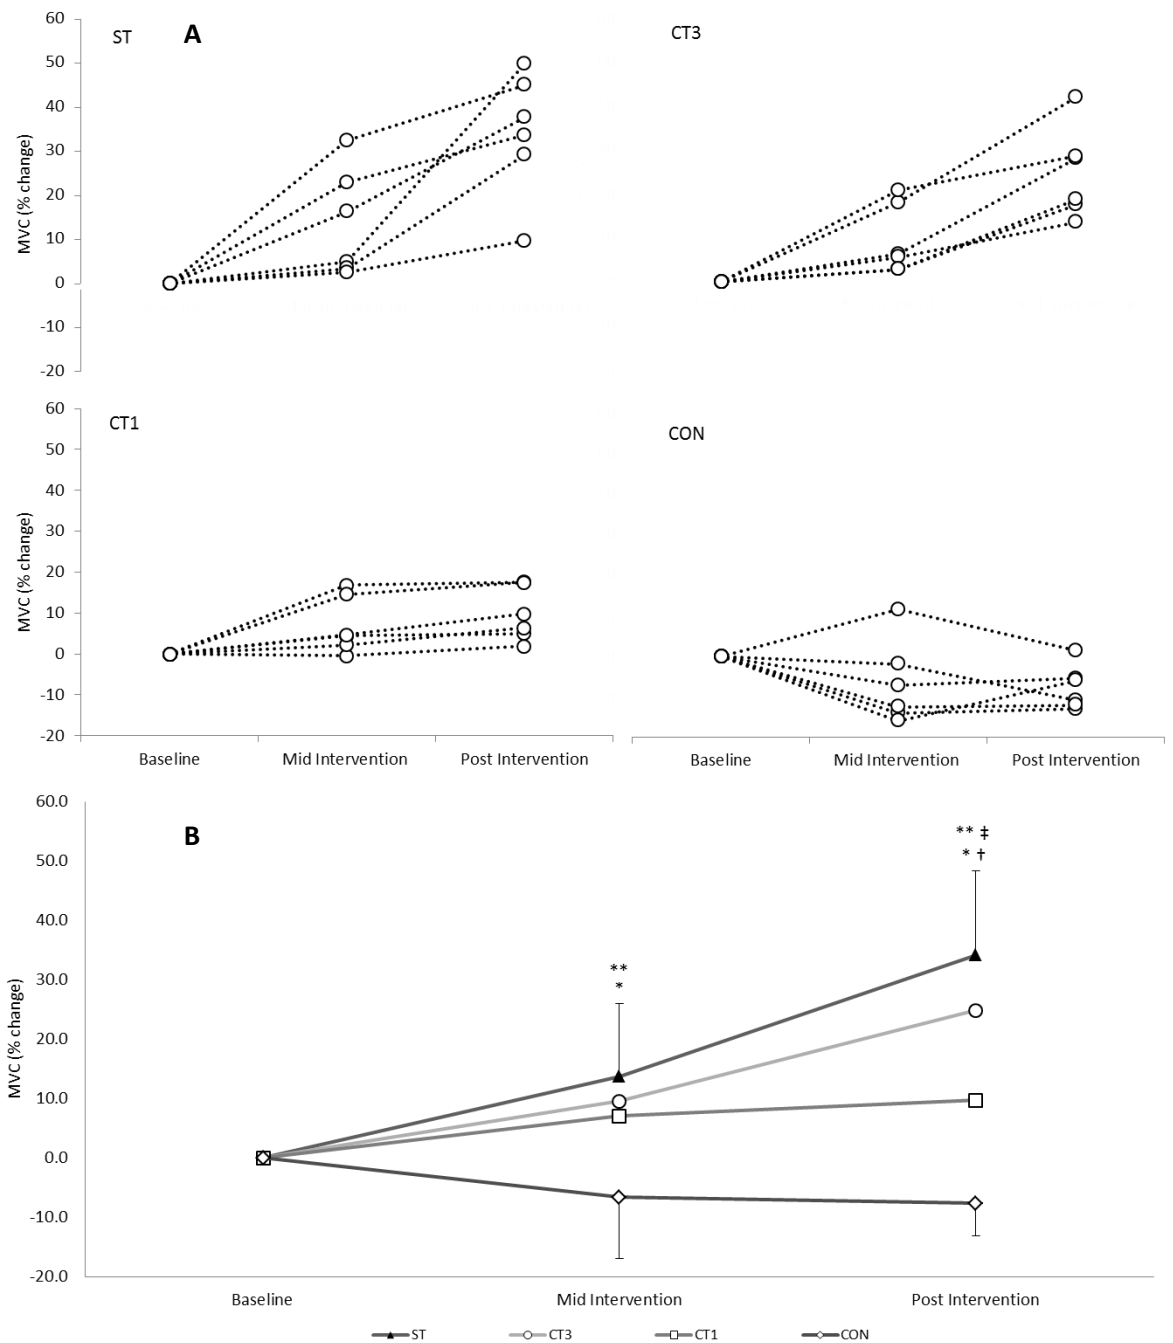 ST
A
CT3
60
50
40
30
20
10
0
-10
-20
MVC (% change)
CT1
CON
60
50
40
30
20
10
0
-10
-20
MVC (% change)
Baseline
Mid Intervention
Post Intervention
Baseline
Mid Intervention
Post Intervention
B
60.0
50.0
40.0
30.0
20.0
10.0
0.0
-10.0
-20.0
MVC (% change)
** ‡
* †
**
*
Baseline
Mid Intervention
Post Intervention
ST
CT3
CT1
CON